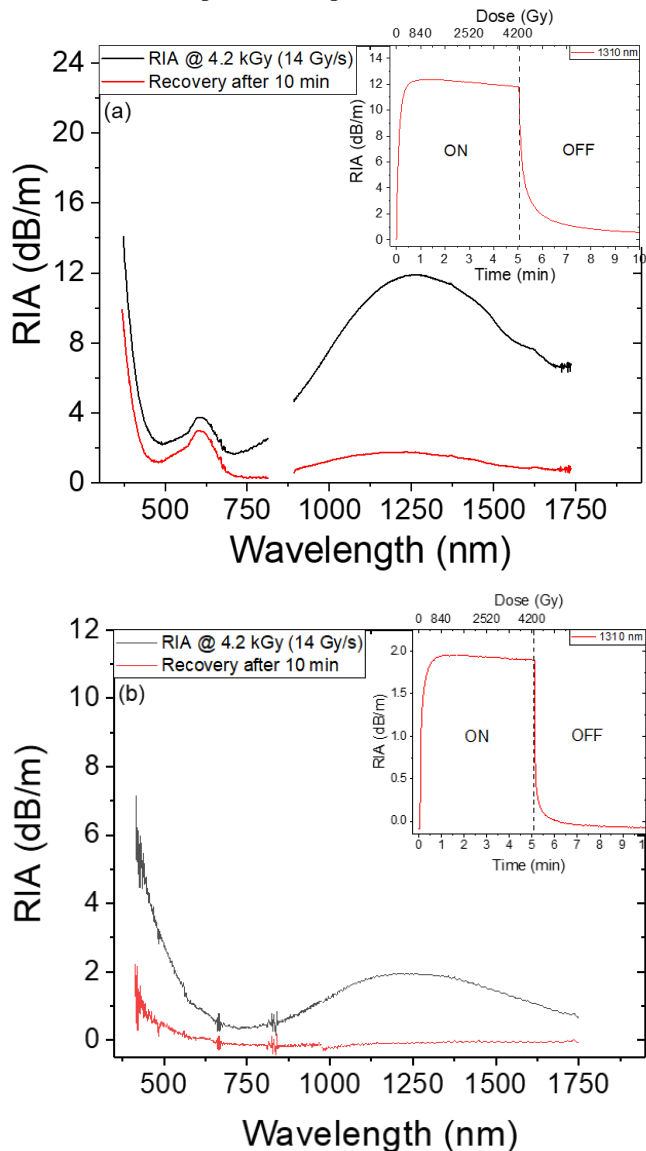 Dose (Gy)
0 840 2520 4200
RIA @ 4.2 kGy (14 Gy/s)
Recovery after 10 min
1310 nm
(a)
24
20
16
12
8
4
0
RIA (dB/m)
14
12
10
8
6
4
2
0
RIA (dB/m)
ON OFF
0 1 2 3 4 5 6 7 8 9 10
Time (min)
500 750 1000 1250 1500 1750
Wavelength (nm)
Dose (Gy)
0 840 2520 4200
RIA @ 4.2 kGy (14 Gy/s)
Recovery after 10 min
1310 nm
(b)
12
10
8
6
4
2
0
RIA (dB/m)
2.0
1.5
1.0
0.5
0.0
RIA (dB/m)
ON OFF
0 1 2 3 4 5 6 7 8 9 10
Time (min)
500 750 1000 1250 1500 1750
Wavelength (nm)